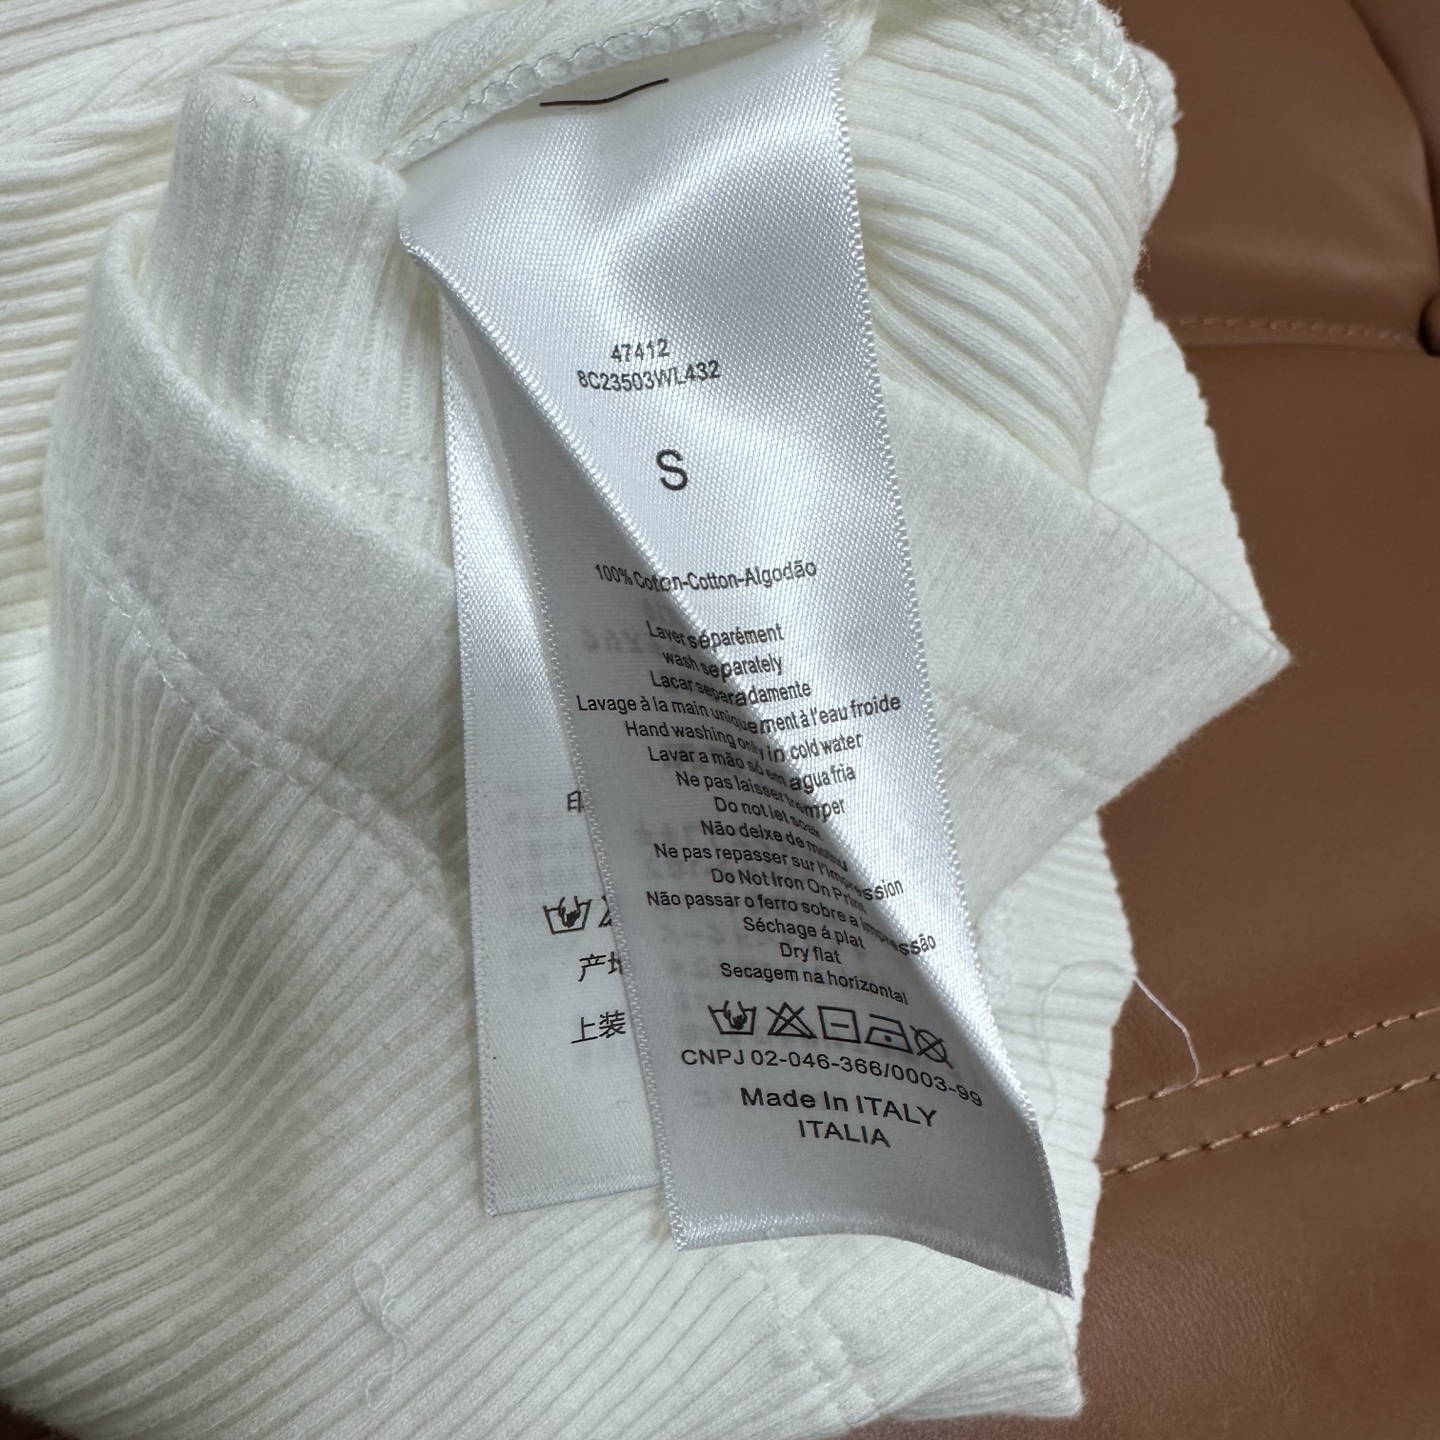 47412
8C23503WL432
S
100% Coton-Cotton-Algodão
Laver séparément
wash separately
Lacar separadamente
Lavage à la main uniquement à l'eau froide
Hand washing only in cold water
Lavar a mão só em agua fria
Ne pas laisser tremper
Do not let soak
Não deixe de
Ne pas repasser sur l'impression
Do Not Iron On Print
Não passar o ferro sobre a impressão
Séchage á plat
Dry flat
Secagem na horizontal
CNPJ 02-046-366/0003-99
Made In ITALY
ITALIA
印
产地
上装